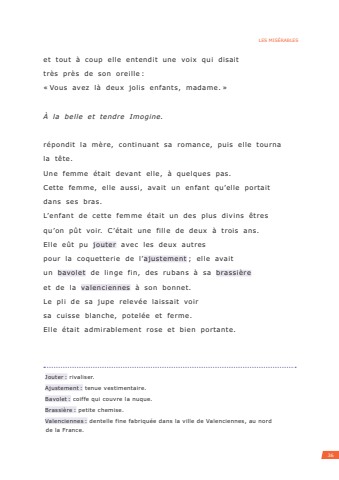 LES MISÉRABLES
et tout à coup elle entendit une voix qui disait
très près de son oreille :
« Vous avez là deux jolis enfants, madame. »
À la belle et tendre Imogine.
répondit la mère, continuant sa romance, puis elle tourna
la tête.
Une femme était devant elle, à quelques pas.
Cette femme, elle aussi, avait un enfant qu’elle portait
dans ses bras.
L’enfant de cette femme était un des plus divins êtres
qu’on pût voir. C’était une fille de deux à trois ans.
Elle eût pu jouter avec les deux autres
pour la coquetterie de l’ajustement ; elle avait
un bavolet de linge fin, des rubans à sa brassière
et de la valenciennes à son bonnet.
Le pli de sa jupe relevée laissait voir
sa cuisse blanche, potelée et ferme.
Elle était admirablement rose et bien portante.
Jouter : rivaliser.
Ajustement : tenue vestimentaire.
Bavolet : coiffe qui couvre la nuque.
Brassière : petite chemise.
Valenciennes : dentelle fine fabriquée dans la ville de Valenciennes, au nord
de la France.